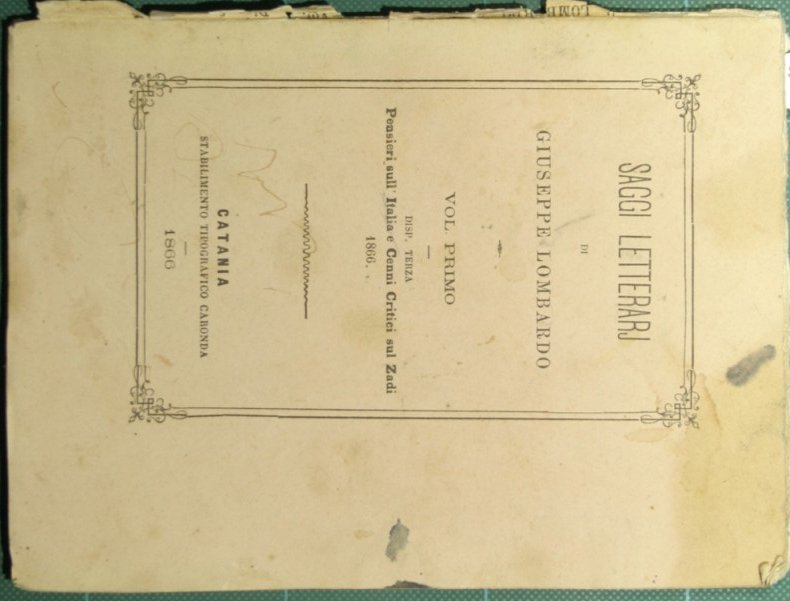 SAGGI LETTERARJ
DI
GIUSEPPE LOMBARDO
VOL. PRIMO
DISP. TERZA
Pensieri sull' Italia e Cenni Critici sul Zadi
1866.
CATANIA
STABILIMENTO TIPOGRAFICO CARONDA
1866